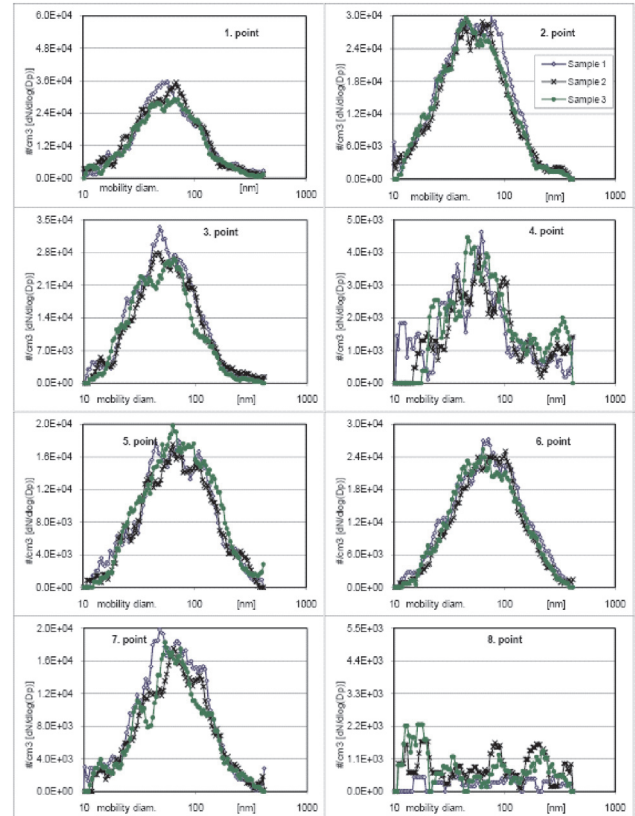 6.0E+04
4.8E+04
3.6E+04
2.4E+04
1.2E+04
0.0E+00
#/cm3 [dN/dlog(Dp)]
1. point
10 mobility diam. 100 [nm] 1000
3.0E+04
2.4E+04
1.8E+04
1.2E+04
6.0E+03
0.0E+00
#/cm3 [dN/dlog(Dp)]
2. point
Sample 1
Sample 2
Sample 3
10 mobility diam. 100 [nm] 1000
3.5E+04
2.8E+04
2.1E+04
1.4E+04
7.0E+03
0.0E+00
#/cm3 [dN/dlog(Dp)]
3. point
10 mobility diam. 100 [nm] 1000
5.0E+03
4.0E+03
3.0E+03
2.0E+03
1.0E+03
0.0E+00
#/cm3 [dN/dlog(Dp)]
4. point
10 mobility diam. 100 [nm] 1000
2.0E+04
1.6E+04
1.2E+04
8.0E+03
4.0E+03
0.0E+00
#/cm3 [dN/dlog(Dp)]
5. point
10 mobility diam. 100 [nm] 1000
3.0E+04
2.4E+04
1.8E+04
1.2E+04
6.0E+03
0.0E+00
#/cm3 [dN/dlog(Dp)]
6. point
10 mobility diam. 100 [nm] 1000
2.0E+04
1.6E+04
1.2E+04
8.0E+03
4.0E+03
0.0E+00
#/cm3 [dN/dlog(Dp)]
7. point
10 mobility diam. 100 [nm] 1000
5.5E+03
4.4E+03
3.3E+03
2.2E+03
1.1E+03
0.0E+00
#/cm3 [dN/dlog(Dp)]
8. point
10 mobility diam. 100 [nm] 1000